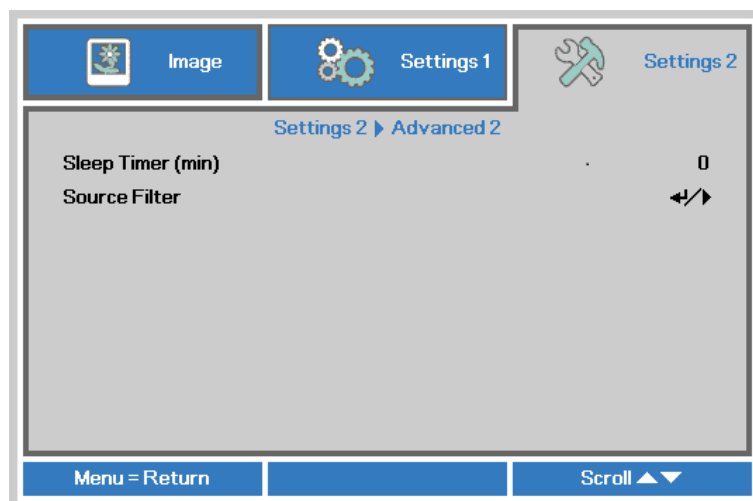 Image
Settings 1
Settings 2
Settings 2 ▶ Advanced 2
Sleep Timer (min) 0
Source Filter ↵/▶
Menu = Return
Scroll ▲▼